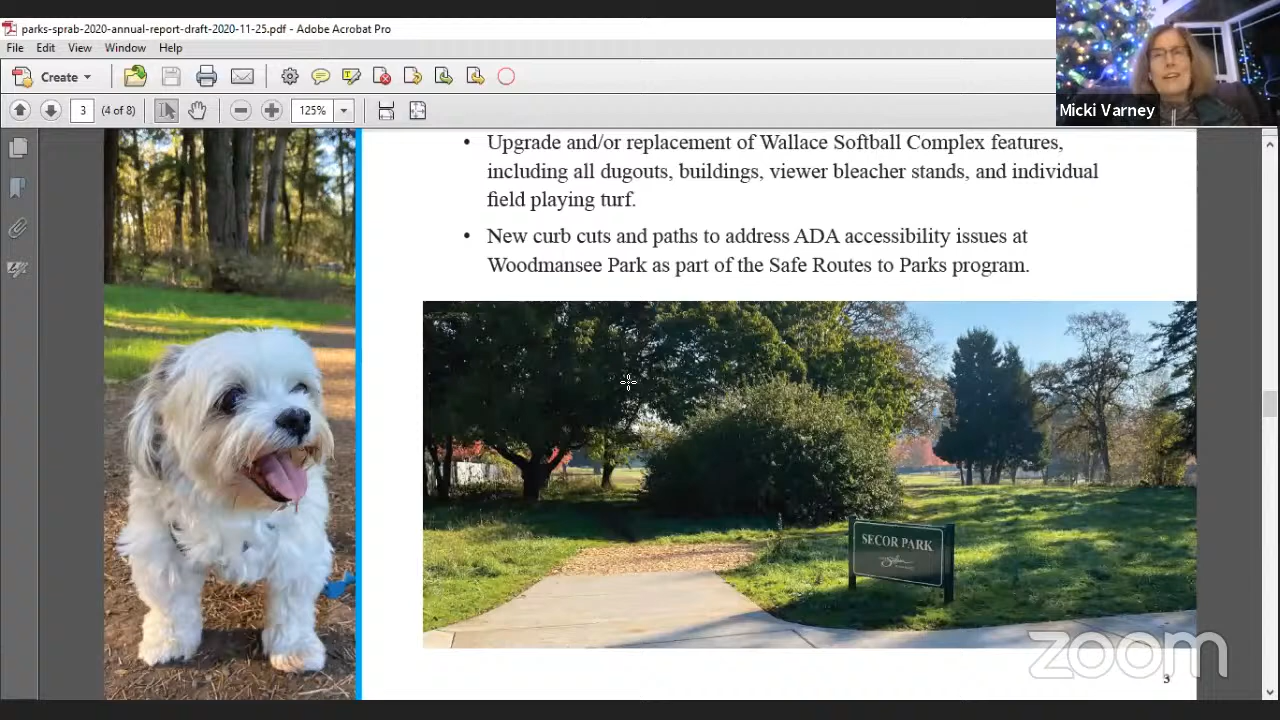 parks-sprab-2020-annual-report-draft-2020-11-25.pdf - Adobe Acrobat Pro
File Edit View Window Help
Create
3 (4 of 8) 125%
Micki Varney
• Upgrade and/or replacement of Wallace Softball Complex features,
including all dugouts, buildings, viewer bleacher stands, and individual
field playing turf.
• New curb cuts and paths to address ADA accessibility issues at
Woodmansee Park as part of the Safe Routes to Parks program.
SECOR PARK
zoom
3